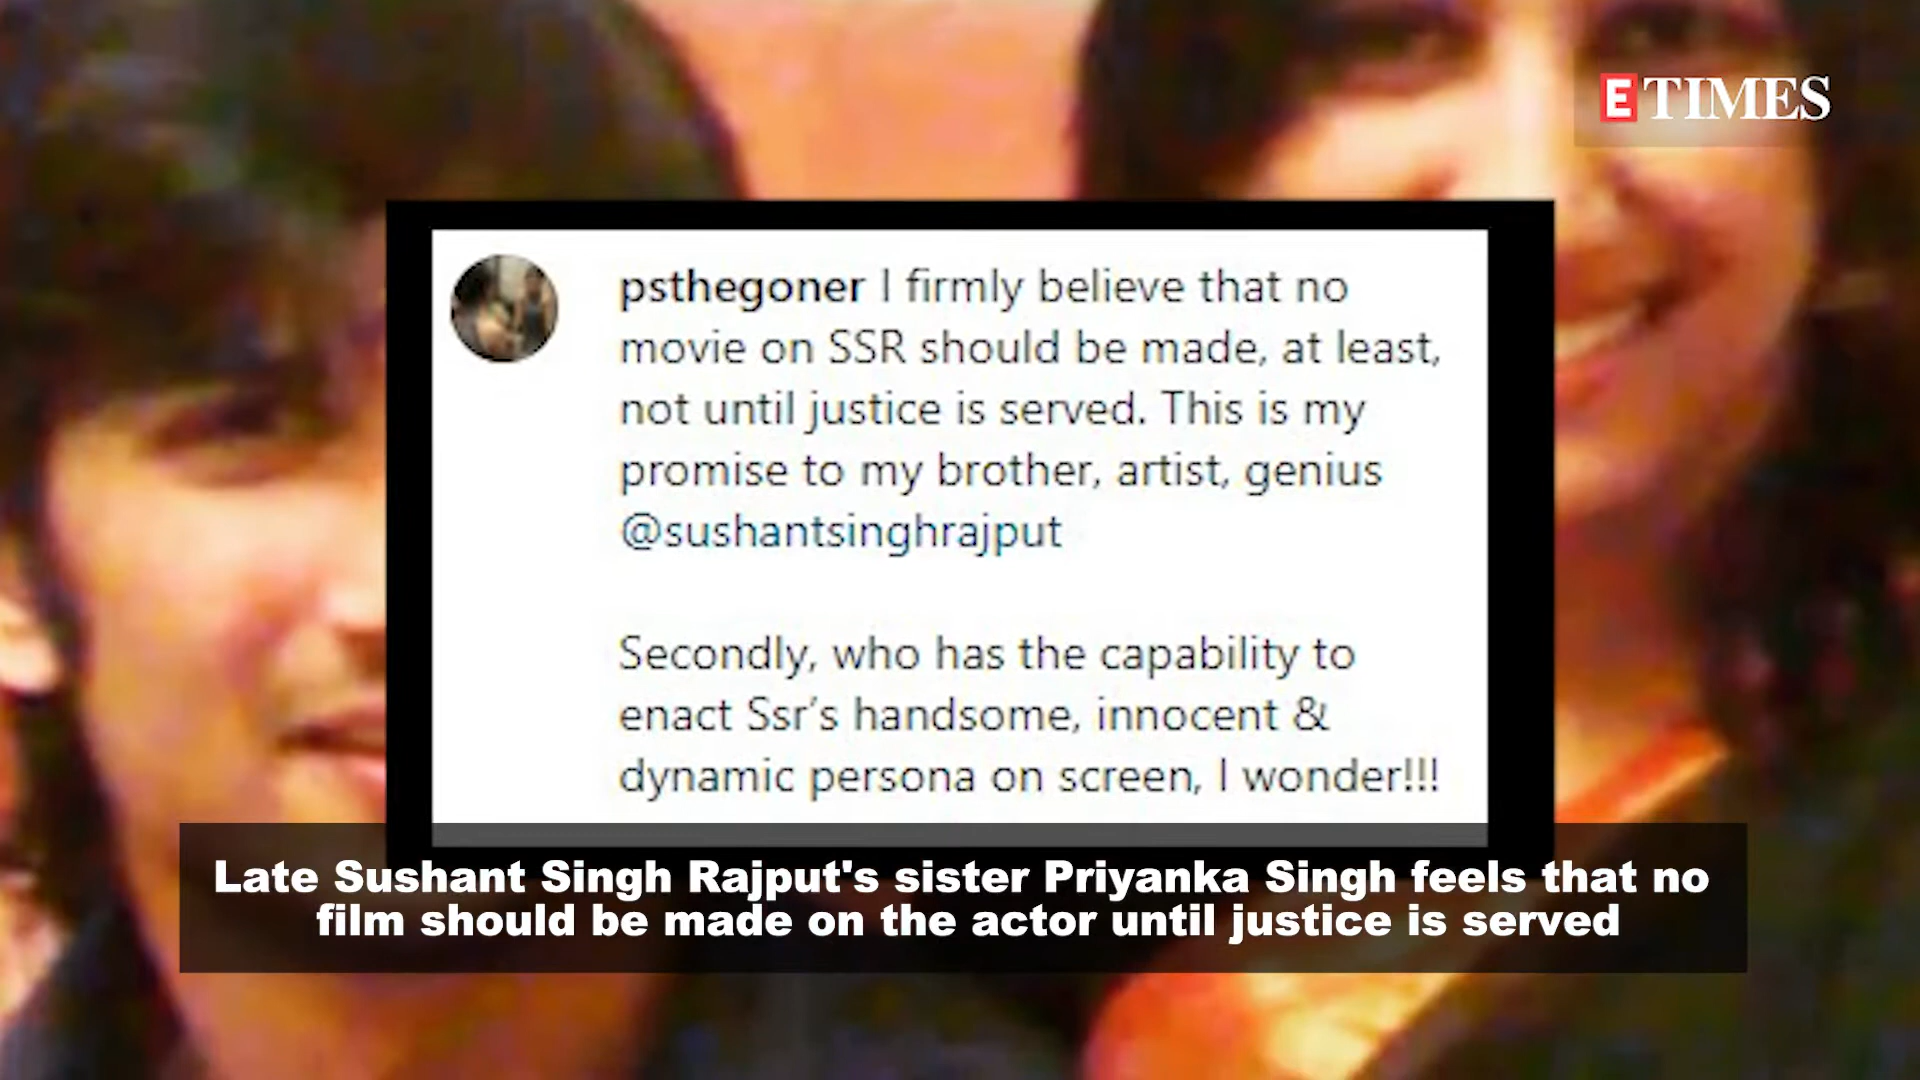 E TIMES
psthegoner I firmly believe that no
movie on SSR should be made, at least,
not until justice is served. This is my
promise to my brother, artist, genius
@sushantsinghrajput
Secondly, who has the capability to
enact Ssr's handsome, innocent &
dynamic persona on screen, I wonder!!!
Late Sushant Singh Rajput's sister Priyanka Singh feels that no
film should be made on the actor until justice is served